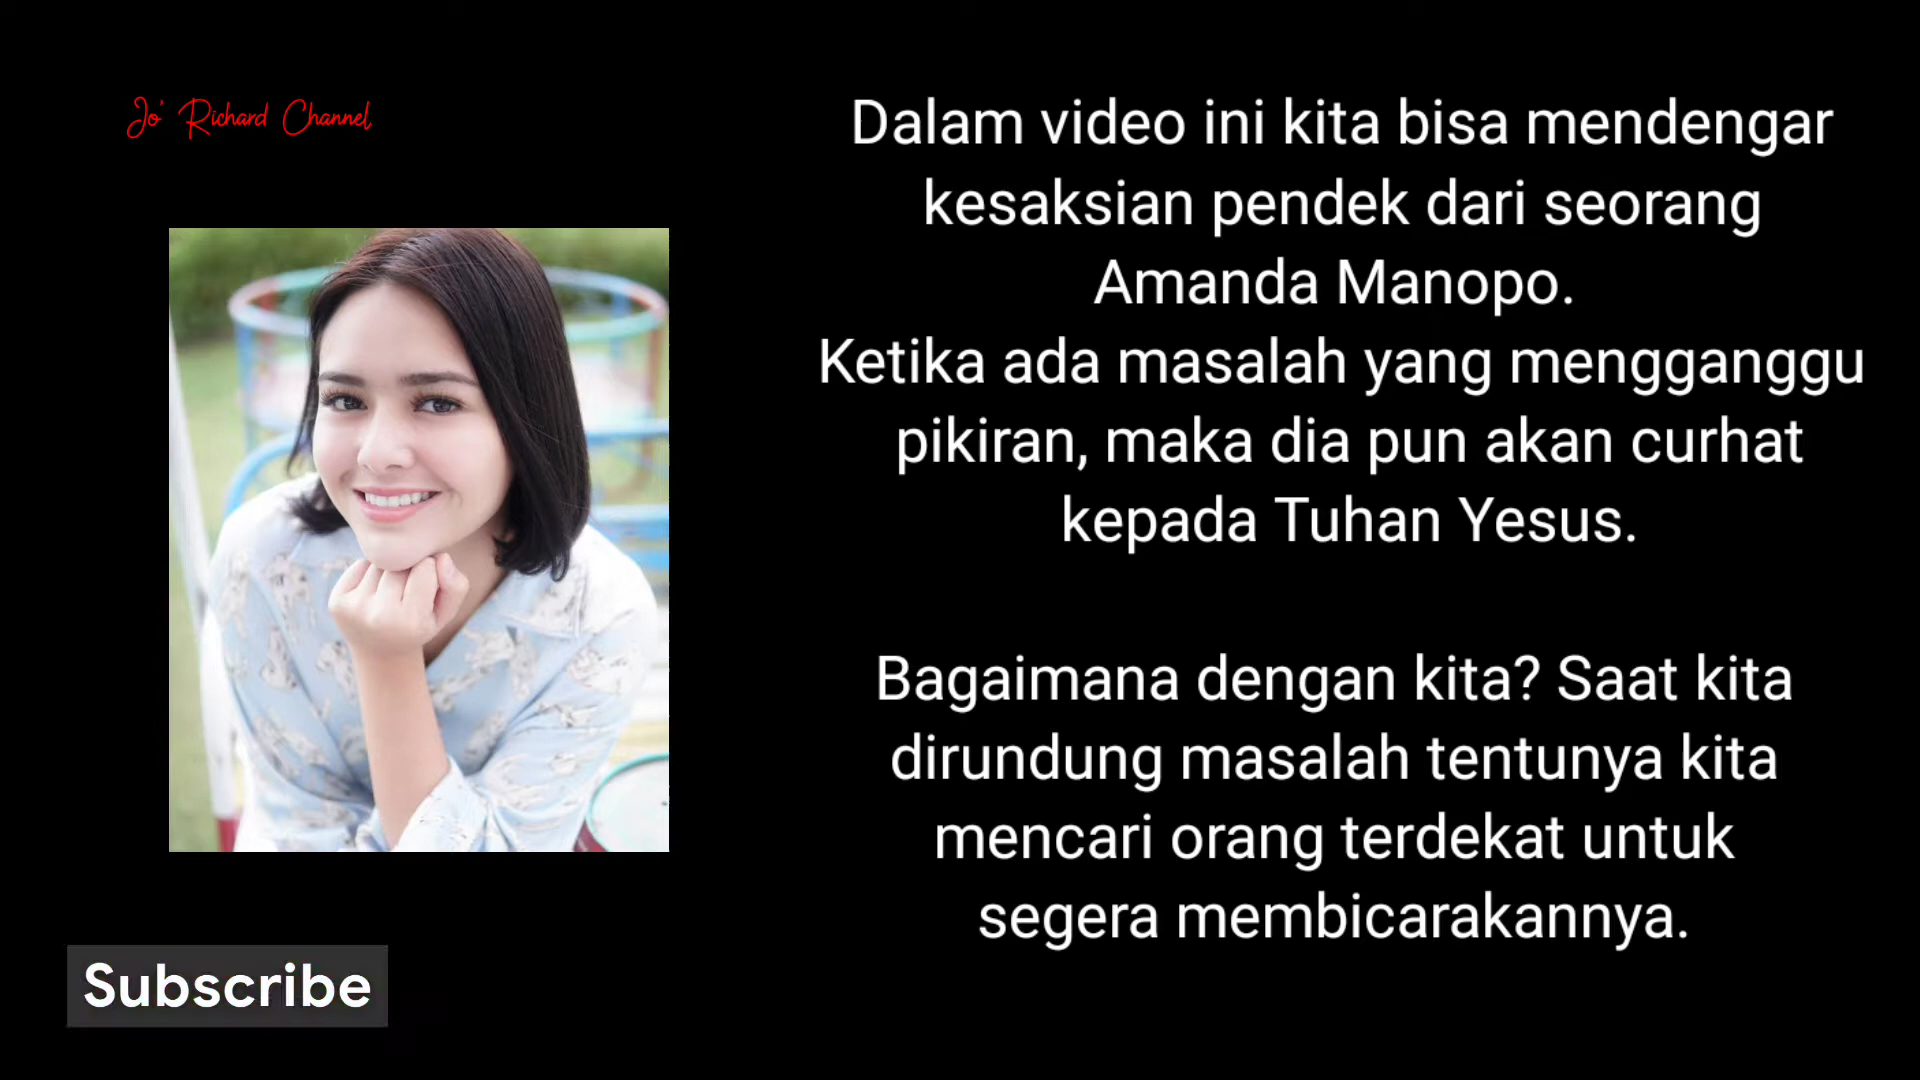 Jo' Richard Channel
Dalam video ini kita bisa mendengar
kesaksian pendek dari seorang
Amanda Manopo.
Ketika ada masalah yang mengganggu
pikiran, maka dia pun akan curhat
kepada Tuhan Yesus.
Bagaimana dengan kita? Saat kita
dirundung masalah tentunya kita
mencari orang terdekat untuk
segera membicarakannya.
Subscribe